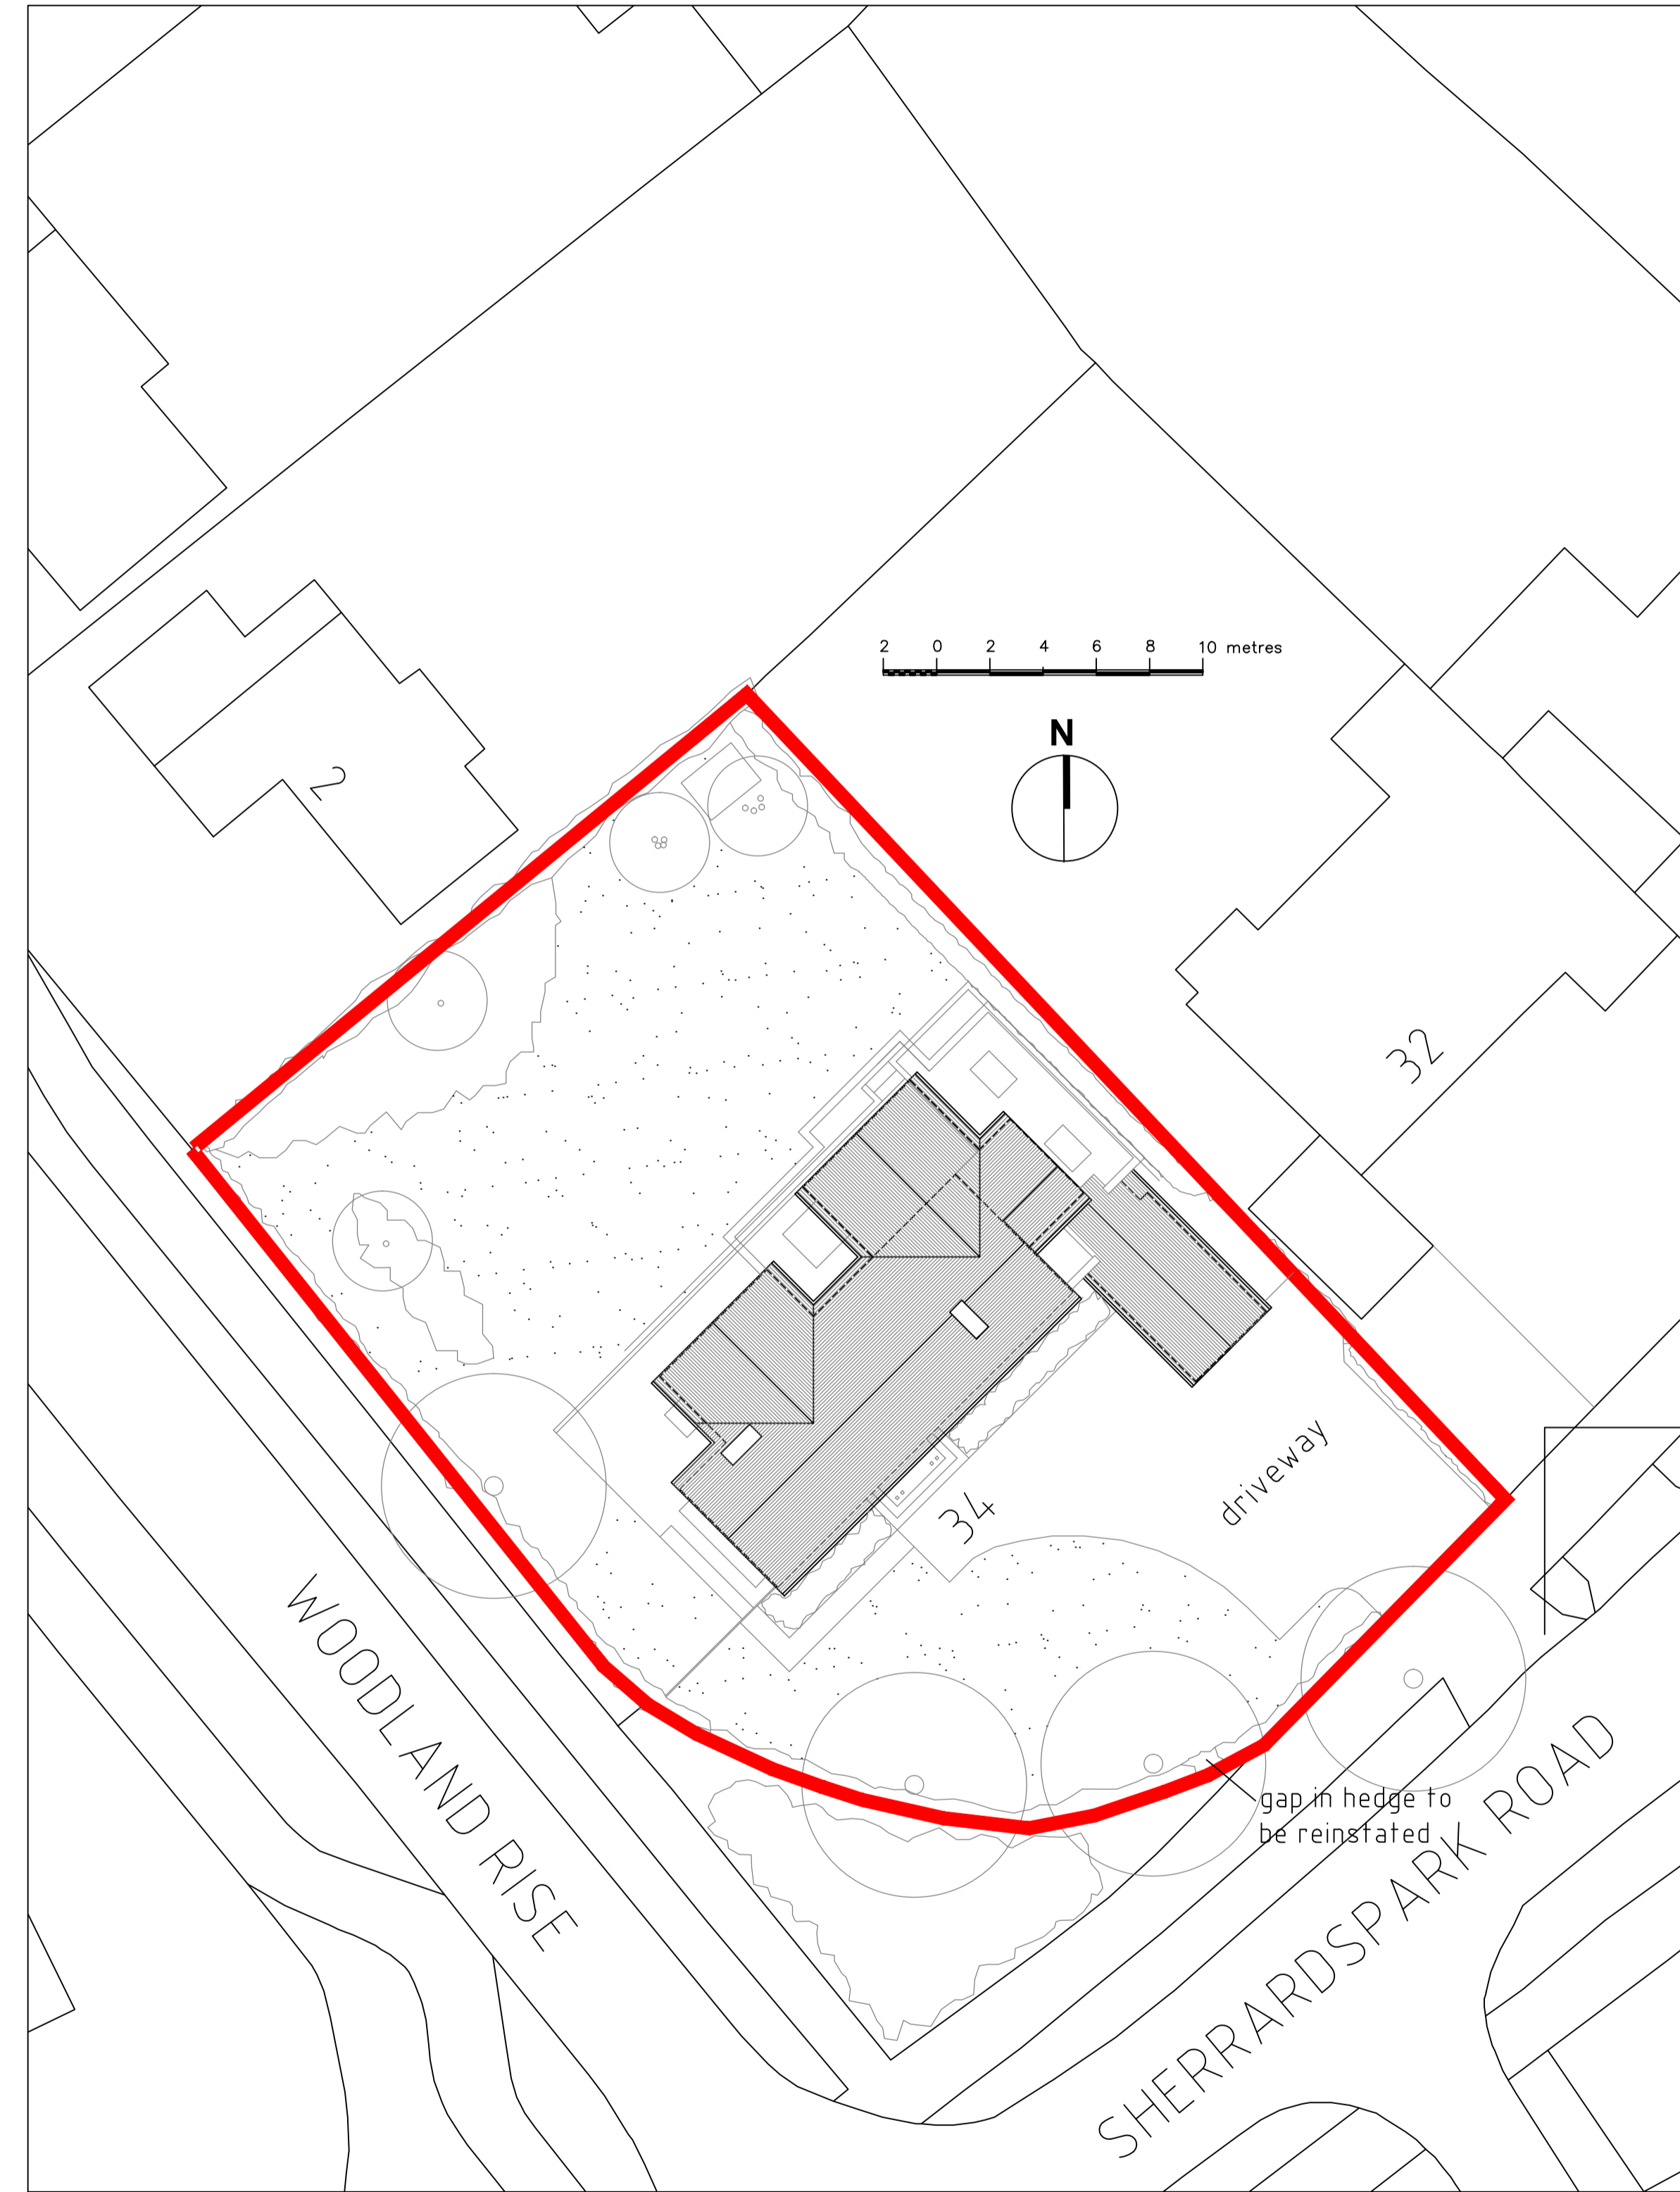 2 0 2 4 6 8 10 metres
N
2
32
driveway
34
WOODLAND RISE
gap in hedge to
be reinstated
SHERRARDSPARK ROAD